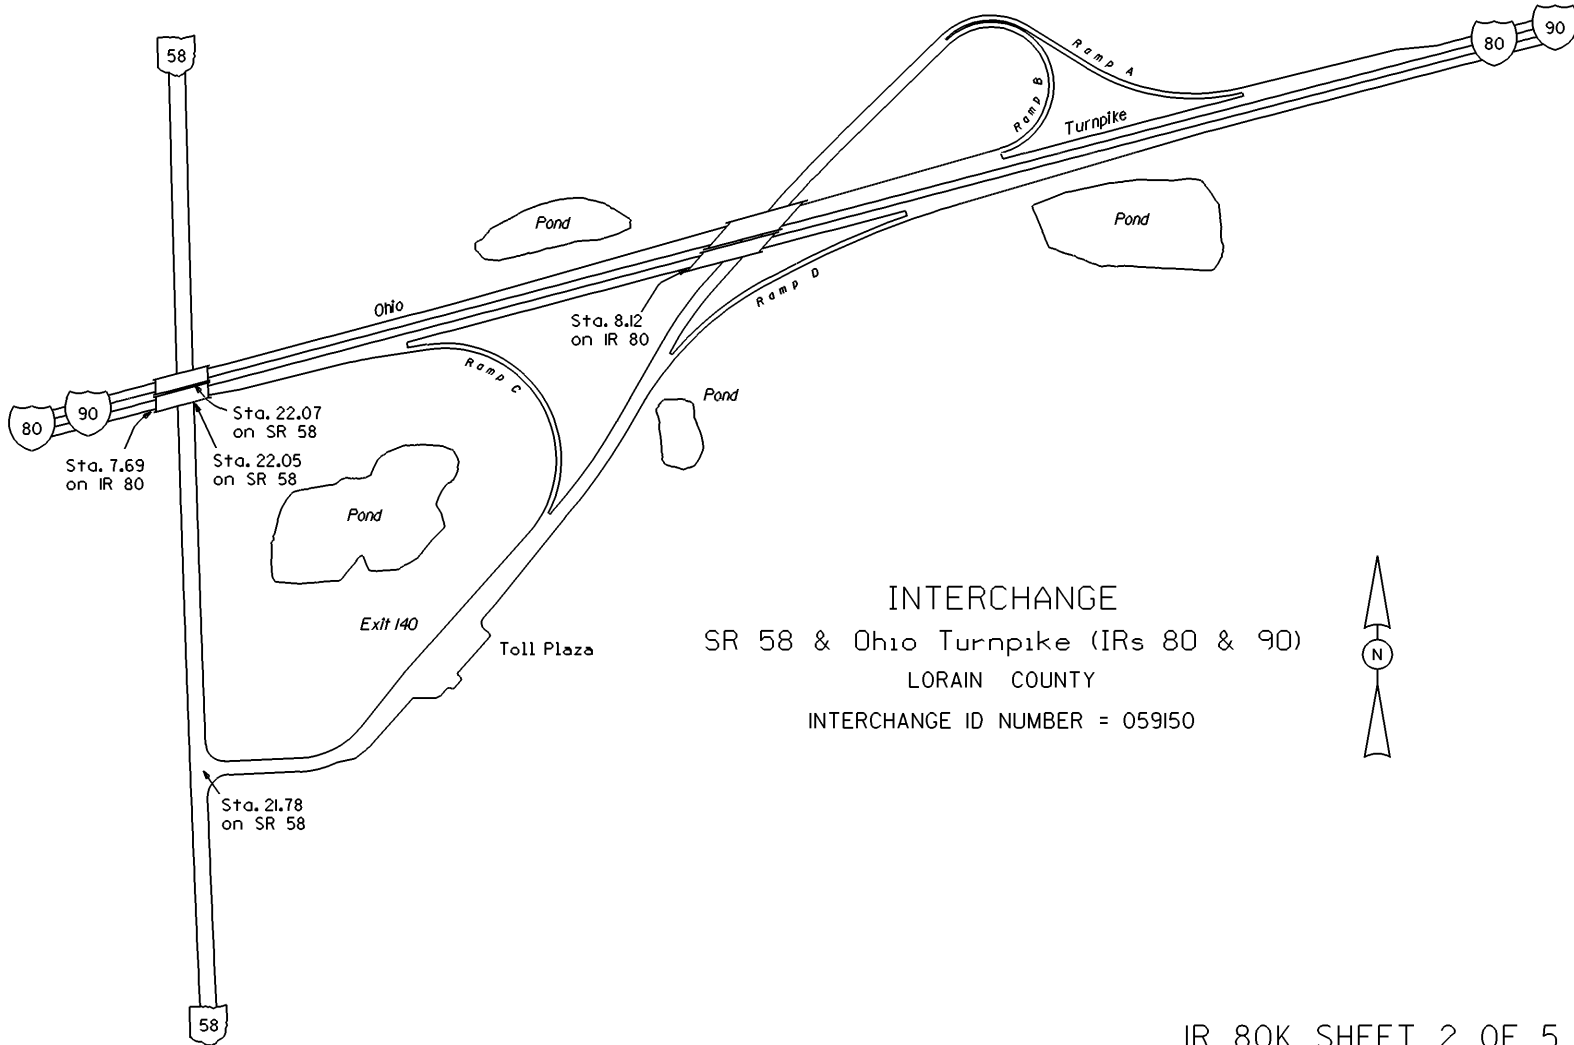 58
80
90
Ramp A
Ramp B
Turnpike
Pond
Pond
Ramp D
Ohio
Sta. 8.12
on IR 80
Ramp C
Pond
80
90
Sta. 22.07
on SR 58
Sta. 7.69
on IR 80
Sta. 22.05
on SR 58
Pond
Exit 140
Toll Plaza
INTERCHANGE
SR 58 & Ohio Turnpike (IRs 80 & 90)
LORAIN COUNTY
INTERCHANGE ID NUMBER = 059150
N
Sta. 21.78
on SR 58
58
IR 80K SHEET 2 OF 5